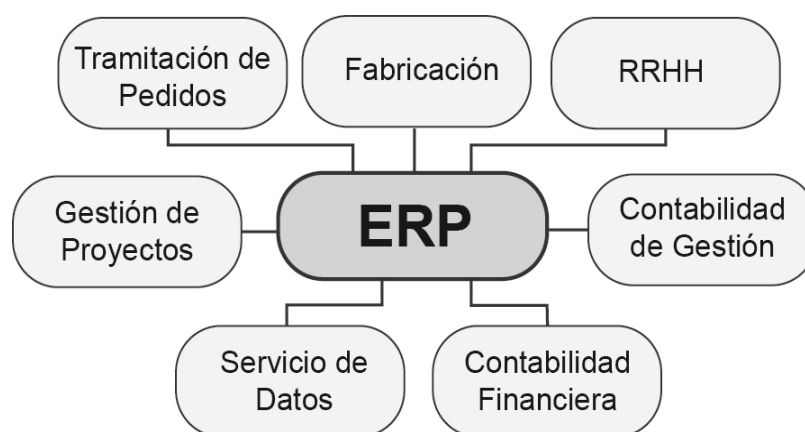 Tramitación de
Pedidos
Fabricación
RRHH
Gestión de
Proyectos
ERP
Contabilidad
de Gestión
Servicio de
Datos
Contabilidad
Financiera